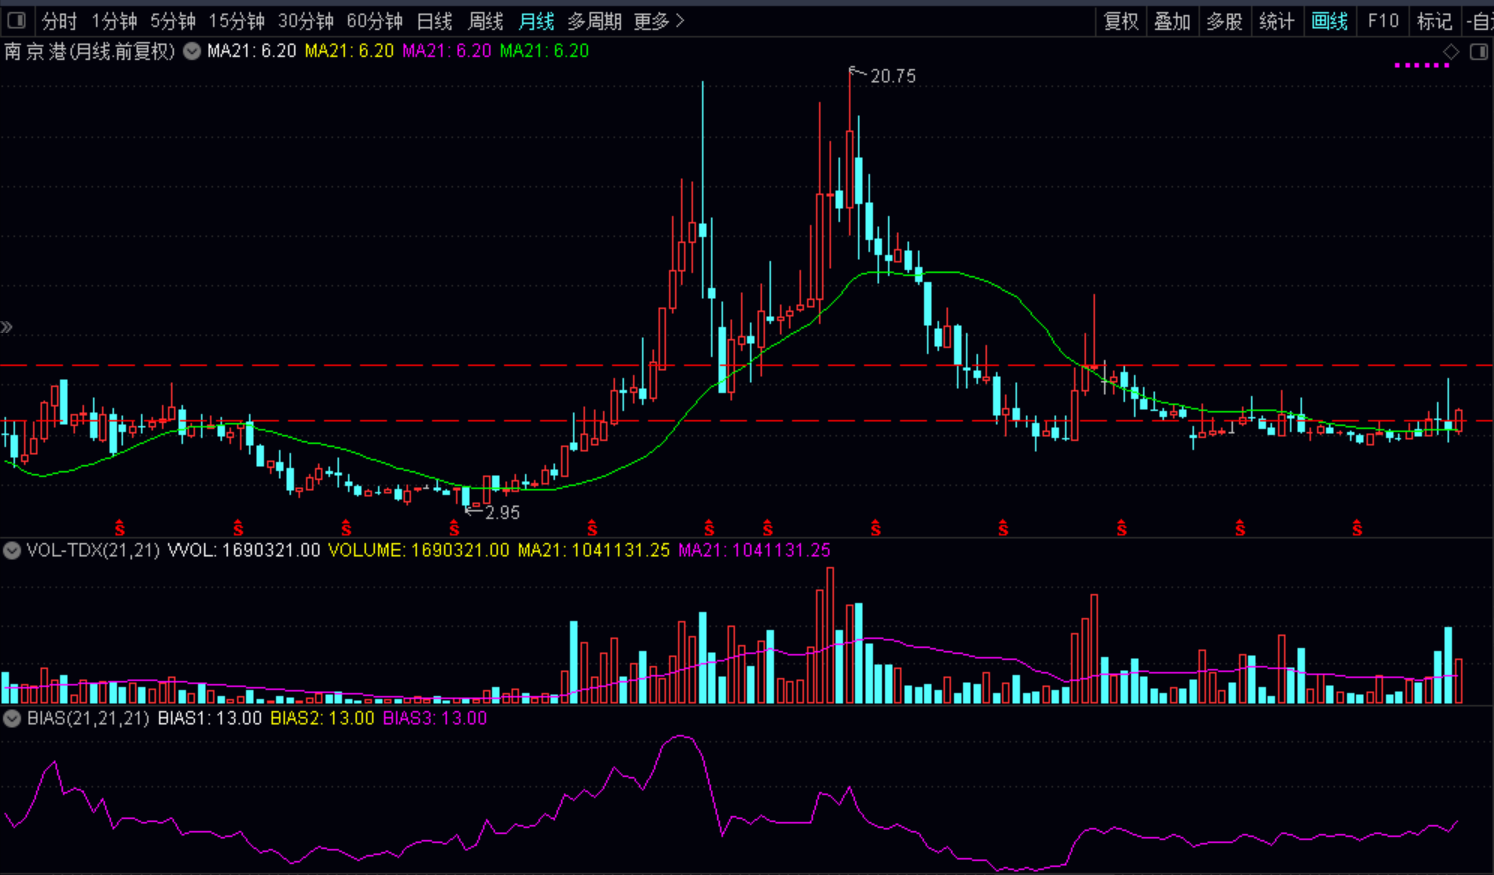 分时 1分钟 5分钟 15分钟 30分钟 60分钟 日线 周线 月线 多周期 更多 > 复权 叠加 多股 统计 画线 F10 标记 -自
南京港(月线.前复权) MA21: 6.20 MA21: 6.20 MA21: 6.20 MA21: 6.20
20.75
2.95
S S S S S S S S S S S S
VOL-TDX(21,21) VVOL: 1690321.00 VOLUME: 1690321.00 MA21: 1041131.25 MA21: 1041131.25
BIAS(21,21,21) BIAS1: 13.00 BIAS2: 13.00 BIAS3: 13.00